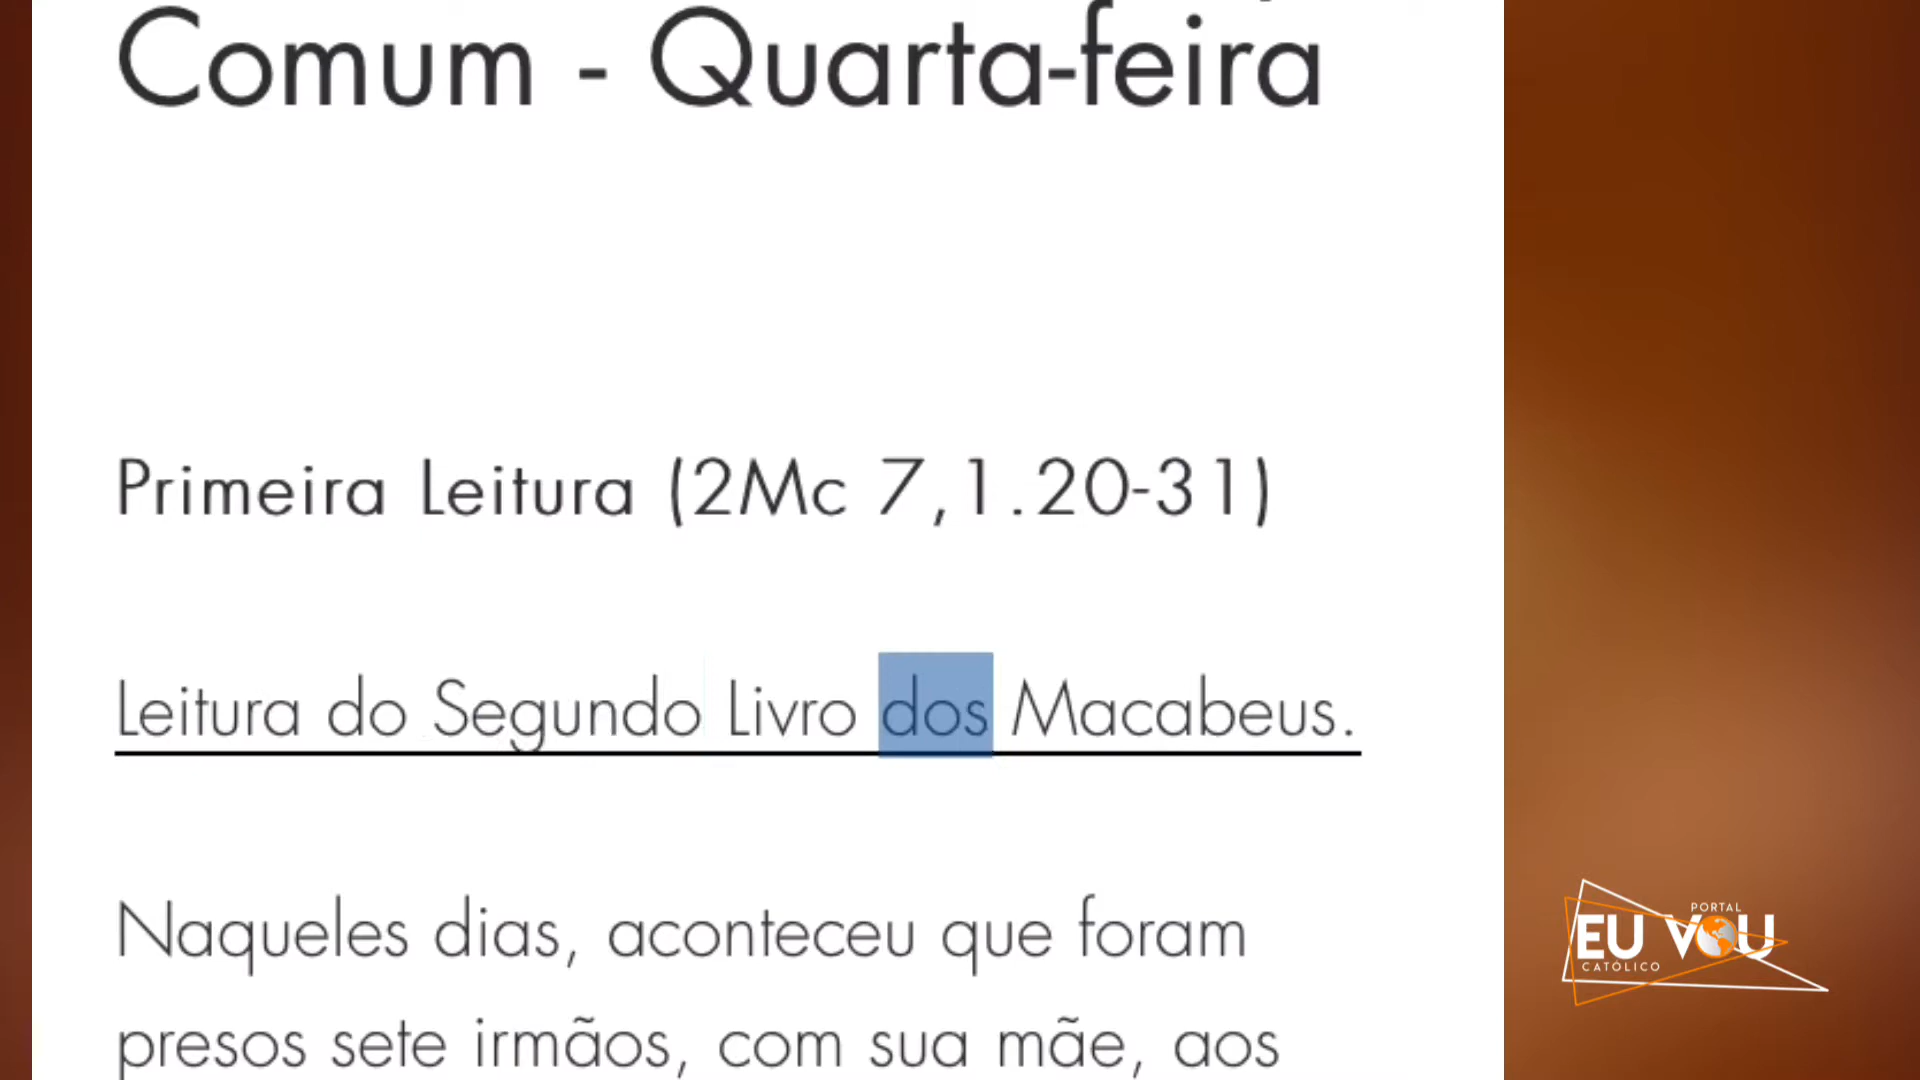 Comum - Quarta-feira
Primeira Leitura (2Mc 7,1.20-31)
Leitura do Segundo Livro dos Macabeus.
Naqueles dias, aconteceu que foram
presos sete irmãos, com sua mãe, aos
PORTAL
EU VOU
CATÓLICO